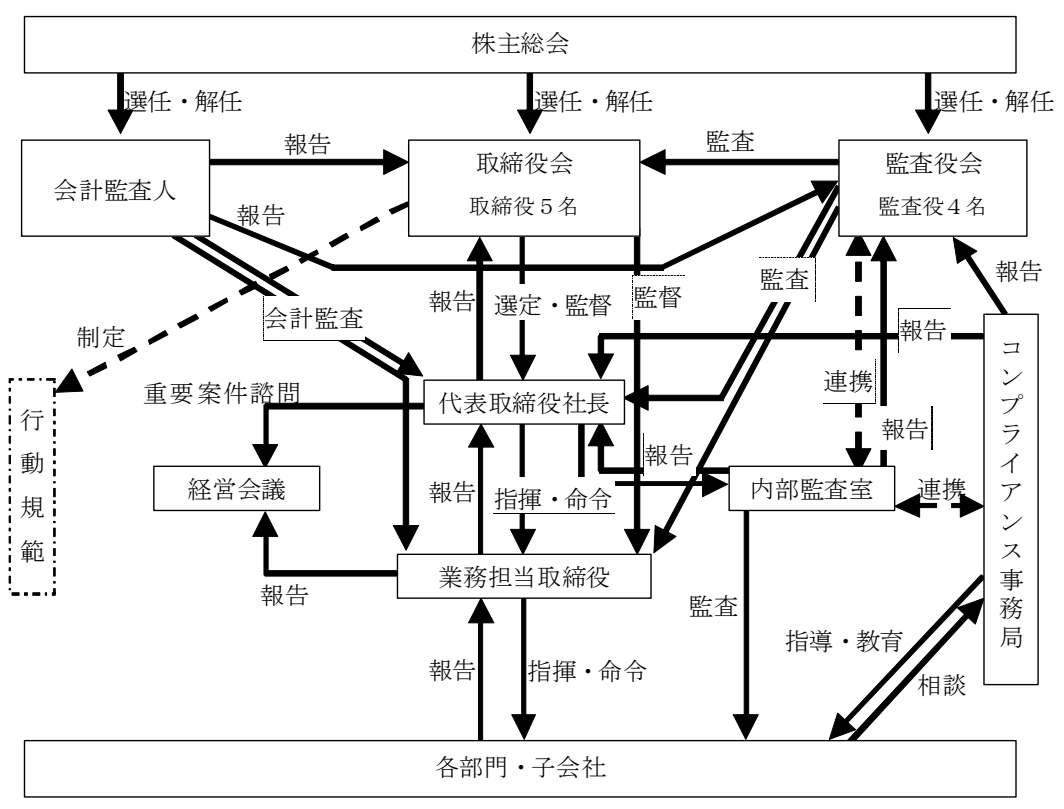 株主総会
選任・解任
選任・解任
選任・解任
会計監査人
報告
取締役会
取締役５名
監査
監査役会
監査役４名
報告
報告
監査
報告
選定・監督
監督
会計監査
制定
報告
重要案件諮問
代表取締役社長
連携
行動規範
報告
報告
経営会議
報告
指揮・命令
内部監査室
連携
コンプライアンス事務局
業務担当取締役
報告
監査
指導・教育
報告
指揮・命令
相談
各部門・子会社